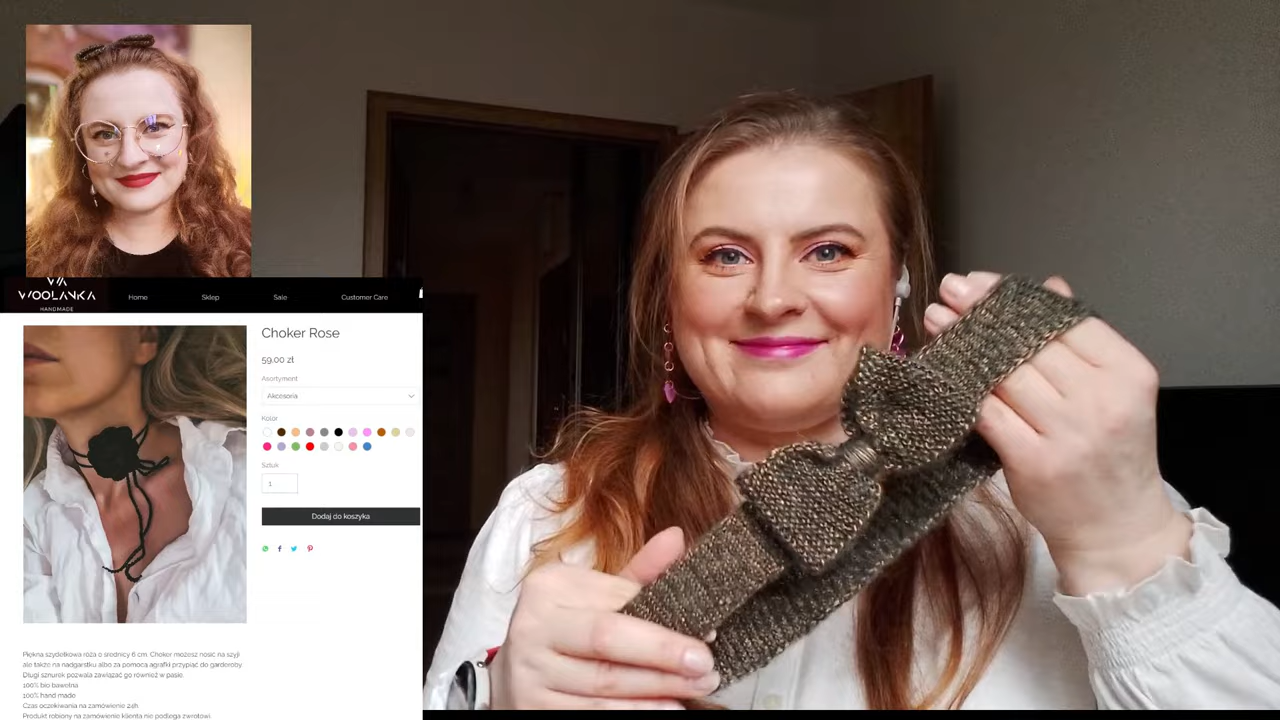 WOOLANKA
HANDMADE
Home
Sklep
Sale
Customer Care
Choker Rose
59,00 zł
Asortyment
Akcesoria
Kolor
Sztuk
1
Dodaj do koszyka
Piękna szydełkowa róża o średnicy 6 cm. Choker możesz nosić na szyji
ale także na nadgarstku albo za pomocą agrafki przypiąć do garderoby
Długi sznurek pozwala zawiązać go również w pasie.
100% bio bawełna
100% hand made
Czas oczekiwania na zamówienie 24h
Produkt robiony na zamówienie klienta nie podlega zwrotowi.